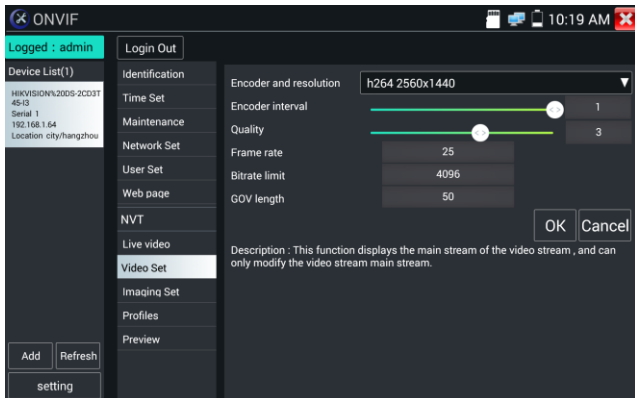 ONVIF
10:19 AM
Logged : admin
Login Out
Device List(1)
HIKVISION%20DS-2CD3T
45-I3
Serial 1
192.168.1.64
Location city/hangzhou
Add
Refresh
setting
Identification
Time Set
Maintenance
Network Set
User Set
Web page
NVT
Live video
Video Set
Imaging Set
Profiles
Preview
Encoder and resolution h264 2560x1440
Encoder interval 1
Quality 3
Frame rate 25
Bitrate limit 4096
GOV length 50
OK Cancel
Description : This function displays the main stream of the video stream , and can
only modify the video stream main stream.